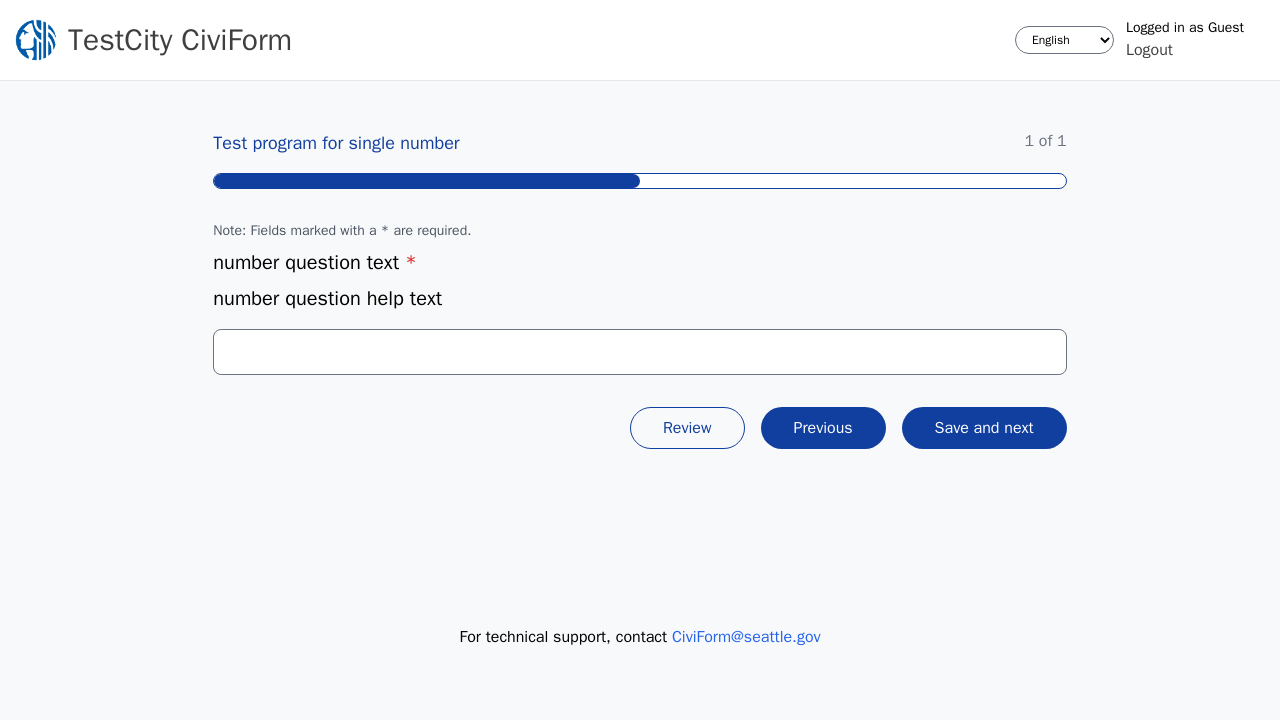 TestCity CiviForm
English
Logged in as Guest
Logout
Test program for single number
1 of 1
Note: Fields marked with a * are required.
number question text *
number question help text
Review
Previous
Save and next
For technical support, contact CiviForm@seattle.gov